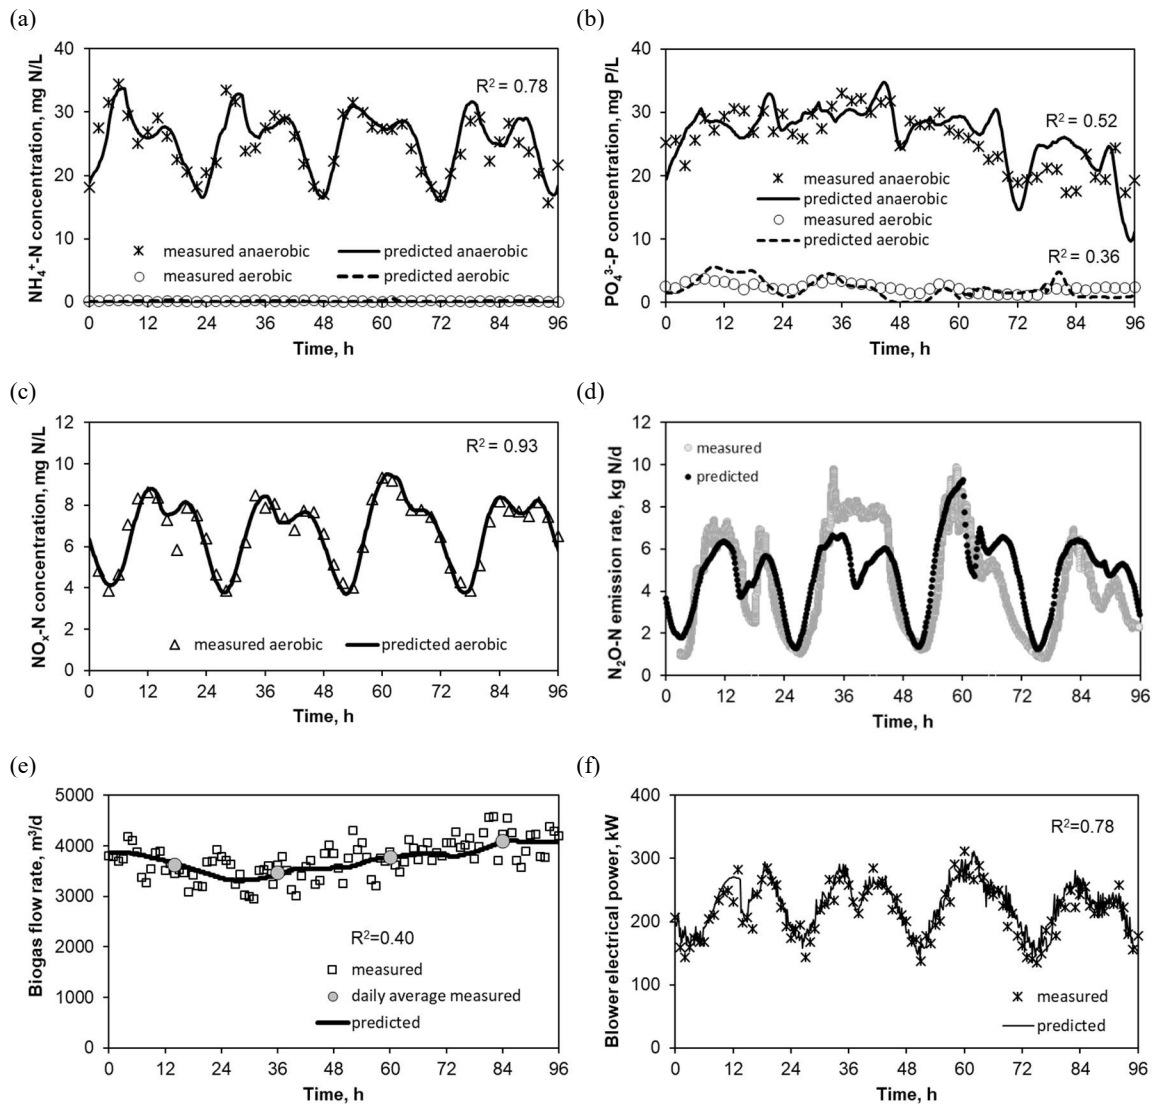 (a)
NH₄⁺-N concentration, mg N/L
40
30
20
10
0
R² = 0.78
measured anaerobic
predicted anaerobic
measured aerobic
predicted aerobic
0 12 24 36 48 60 72 84 96
Time, h
(b)
PO₄³⁻-P concentration, mg P/L
40
30
20
10
0
R² = 0.52
measured anaerobic
predicted anaerobic
measured aerobic
predicted aerobic
R² = 0.36
0 12 24 36 48 60 72 84 96
Time, h
(c)
NOₓ-N concentration, mg N/L
12
10
8
6
4
2
0
R² = 0.93
measured aerobic
predicted aerobic
0 12 24 36 48 60 72 84 96
Time, h
(d)
N₂O-N emission rate, kg N/d
12
10
8
6
4
2
0
measured
predicted
0 12 24 36 48 60 72 84 96
Time, h
(e)
Biogas flow rate, m³/d
5000
4000
3000
2000
1000
0
R²=0.40
measured
daily average measured
predicted
0 12 24 36 48 60 72 84 96
Time, h
(f)
Blower electrical power, kW
400
300
200
100
0
R²=0.78
measured
predicted
0 12 24 36 48 60 72 84 96
Time, h